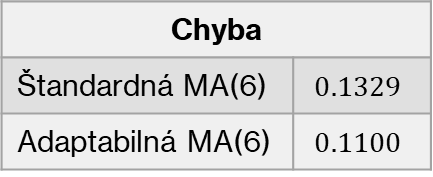 Chyba
Štandardná MA(6) 0.1329
Adaptabilná MA(6) 0.1100